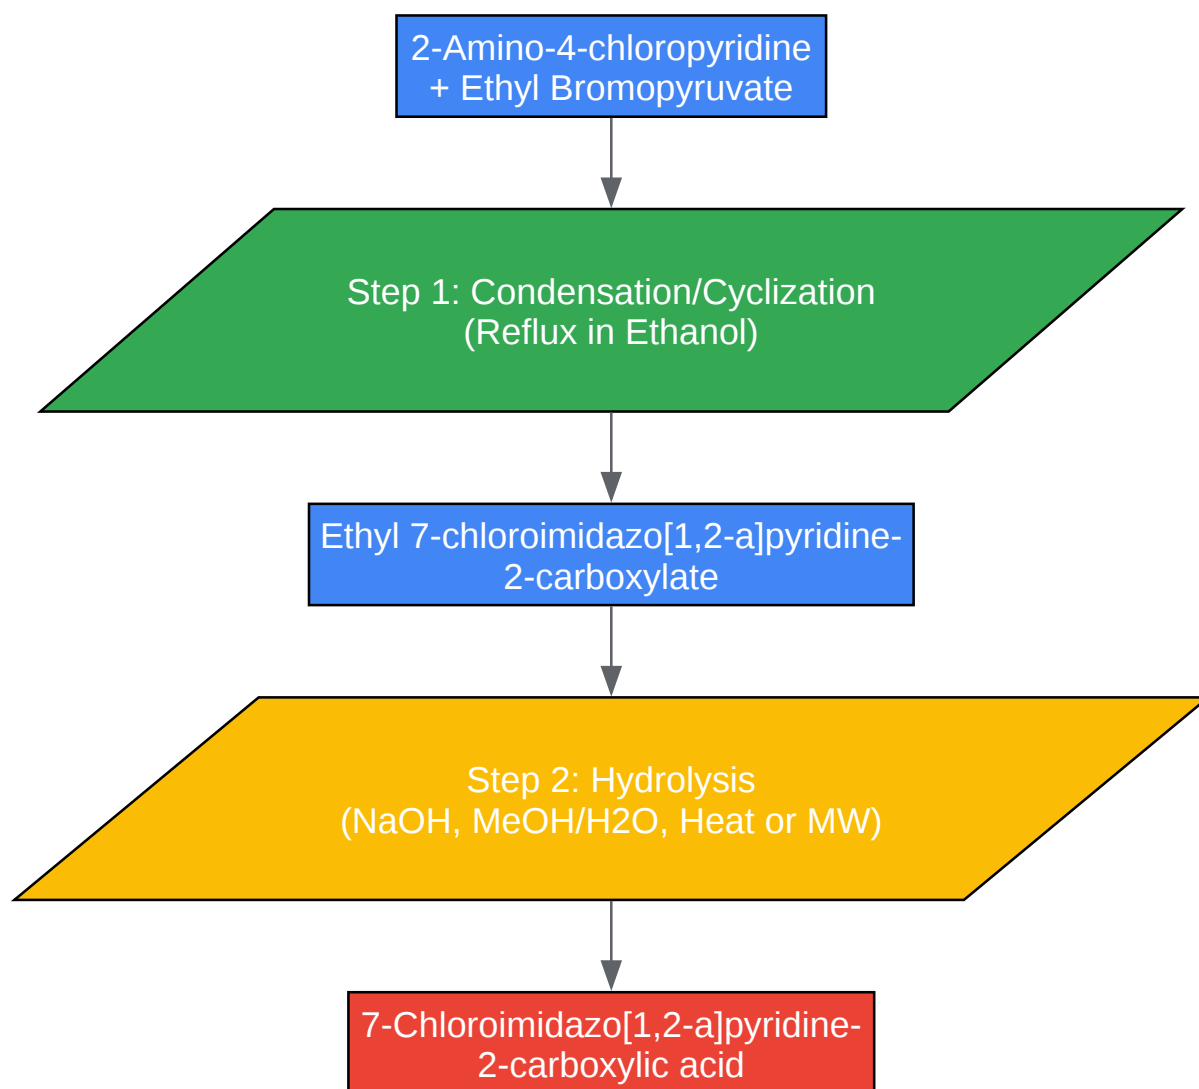 2-Amino-4-chloropyridine
+ Ethyl Bromopyruvate
Step 1: Condensation/Cyclization
(Reflux in Ethanol)
Ethyl 7-chloroimidazo[1,2-a]pyridine-
2-carboxylate
Step 2: Hydrolysis
(NaOH, MeOH/H2O, Heat or MW)
7-Chloroimidazo[1,2-a]pyridine-
2-carboxylic acid